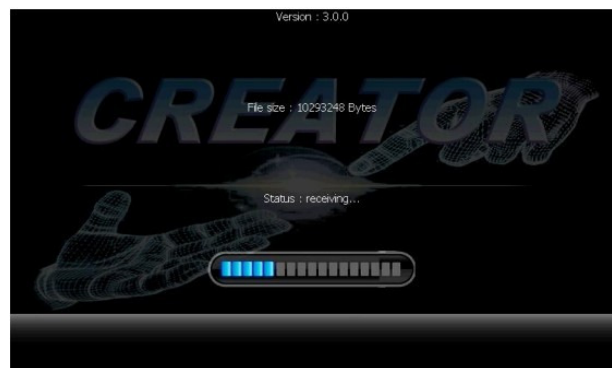 Version : 3.0.0
CREATOR
File size : 10293248 Bytes
Status : receiving...